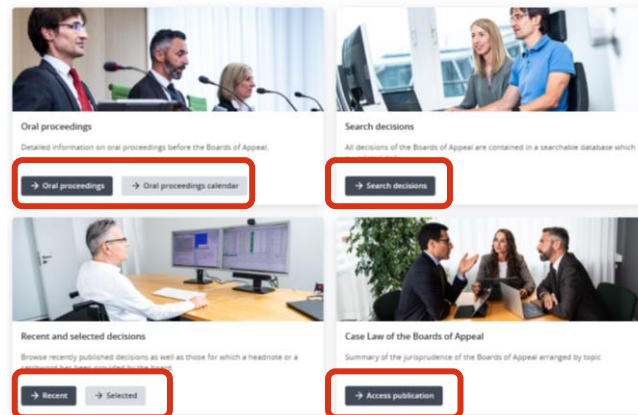 Oral proceedings
Detailed information on oral proceedings before the Boards of Appeal.
→ Oral proceedings
→ Oral proceedings calendar
Search decisions
All decisions of the Boards of Appeal are contained in a searchable database which
→ Search decisions
Recent and selected decisions
Browse recently published decisions as well as those for which a headnote or a
catchword has been provided by the board.
→ Recent
→ Selected
Case Law of the Boards of Appeal
Summary of the jurisprudence of the Boards of Appeal arranged by topic
→ Access publication